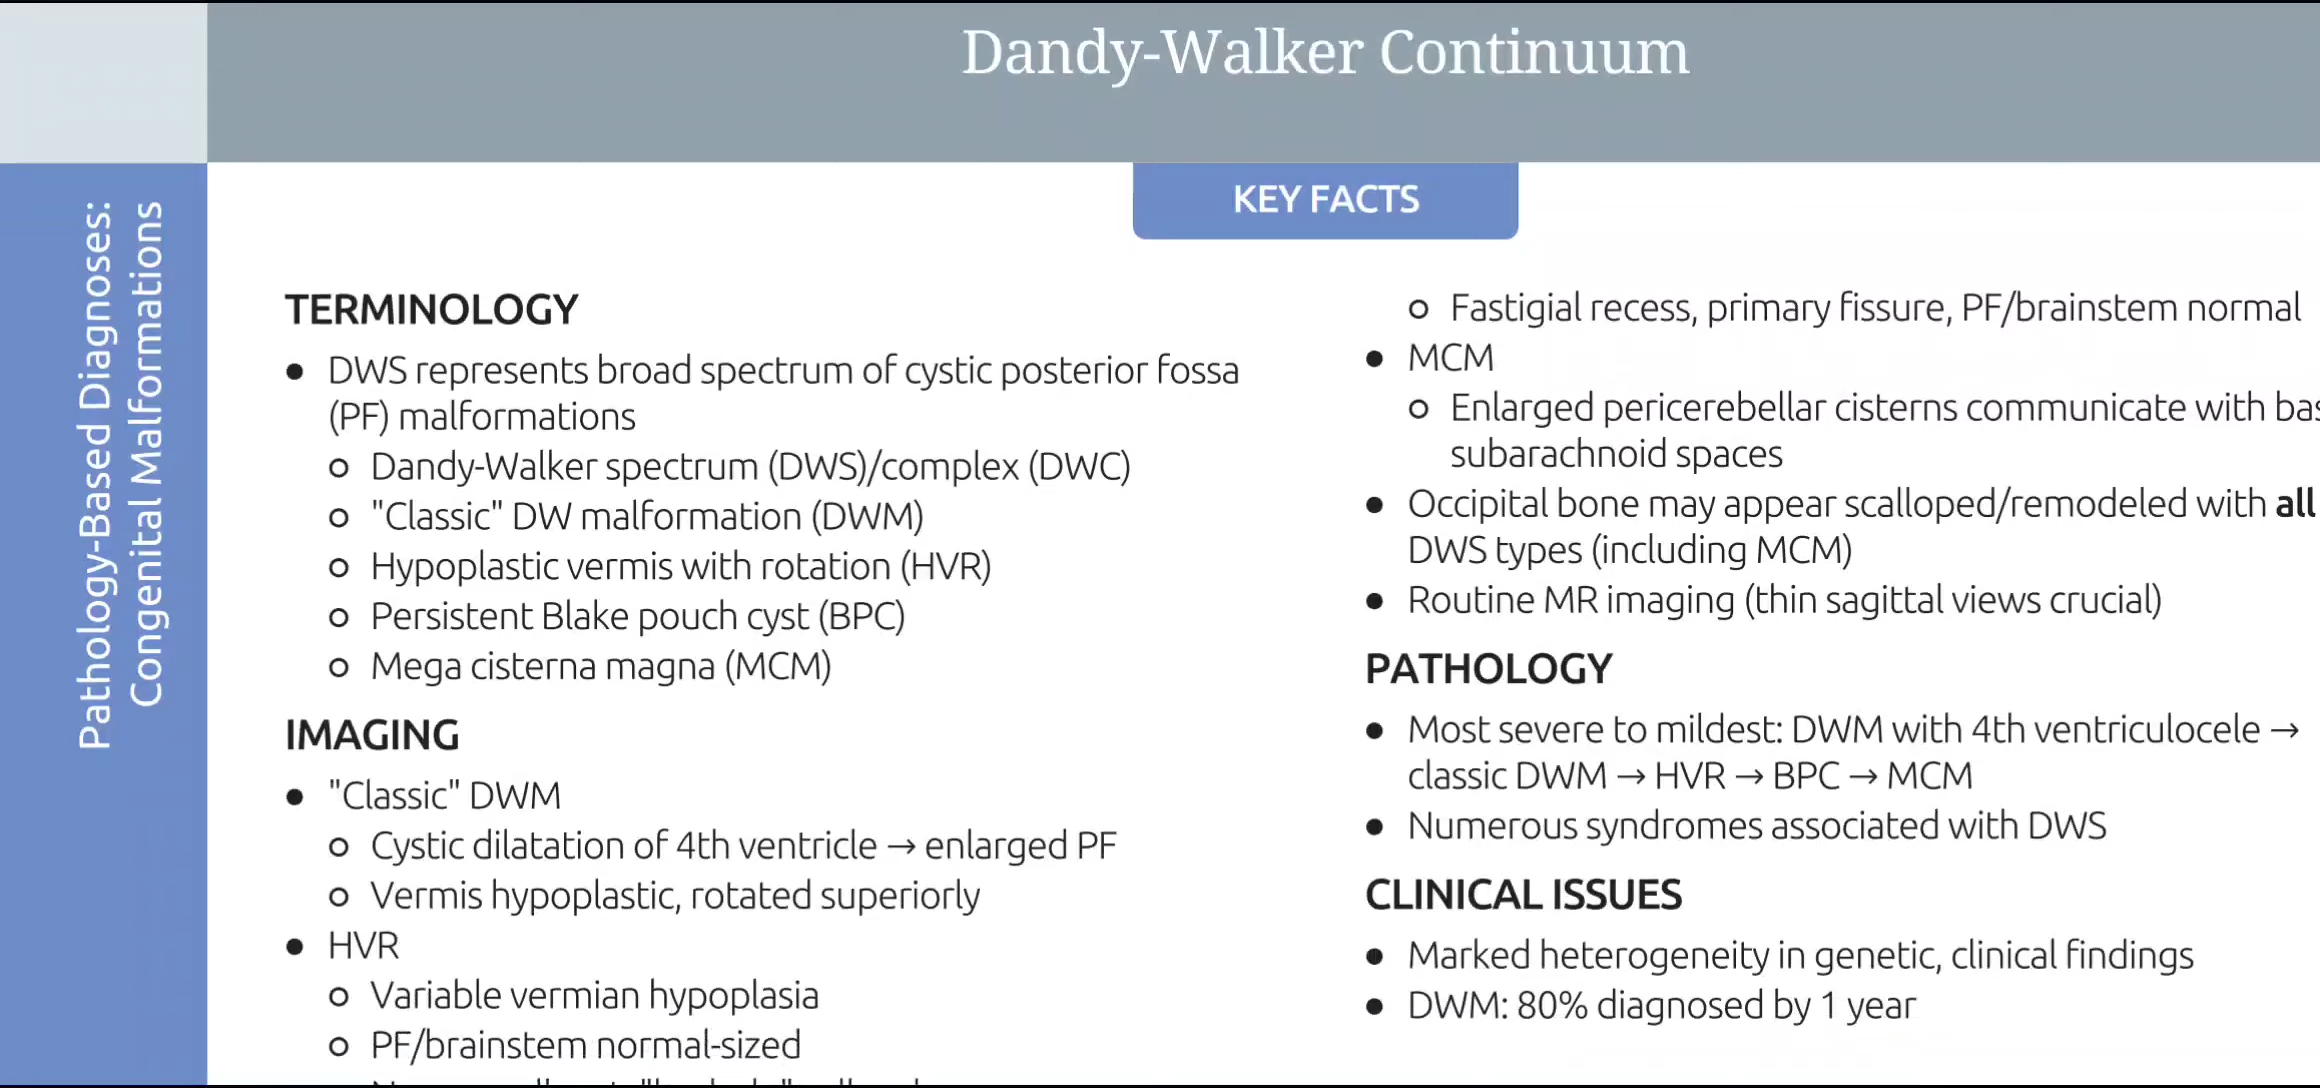 Dandy-Walker Continuum
Pathology-Based Diagnoses:
Congenital Malformations
KEY FACTS
TERMINOLOGY
● DWS represents broad spectrum of cystic posterior fossa
(PF) malformations
○ Dandy-Walker spectrum (DWS)/complex (DWC)
○ "Classic" DW malformation (DWM)
○ Hypoplastic vermis with rotation (HVR)
○ Persistent Blake pouch cyst (BPC)
○ Mega cisterna magna (MCM)
IMAGING
● "Classic" DWM
○ Cystic dilatation of 4th ventricle → enlarged PF
○ Vermis hypoplastic, rotated superiorly
● HVR
○ Variable vermian hypoplasia
○ PF/brainstem normal-sized
○ Fastigial recess, primary fissure, PF/brainstem normal
● MCM
○ Enlarged pericerebellar cisterns communicate with
subarachnoid spaces
● Occipital bone may appear scalloped/remodeled with all
DWS types (including MCM)
● Routine MR imaging (thin sagittal views crucial)
PATHOLOGY
● Most severe to mildest: DWM with 4th ventriculocele →
classic DWM → HVR → BPC → MCM
● Numerous syndromes associated with DWS
CLINICAL ISSUES
● Marked heterogeneity in genetic, clinical findings
● DWM: 80% diagnosed by 1 year